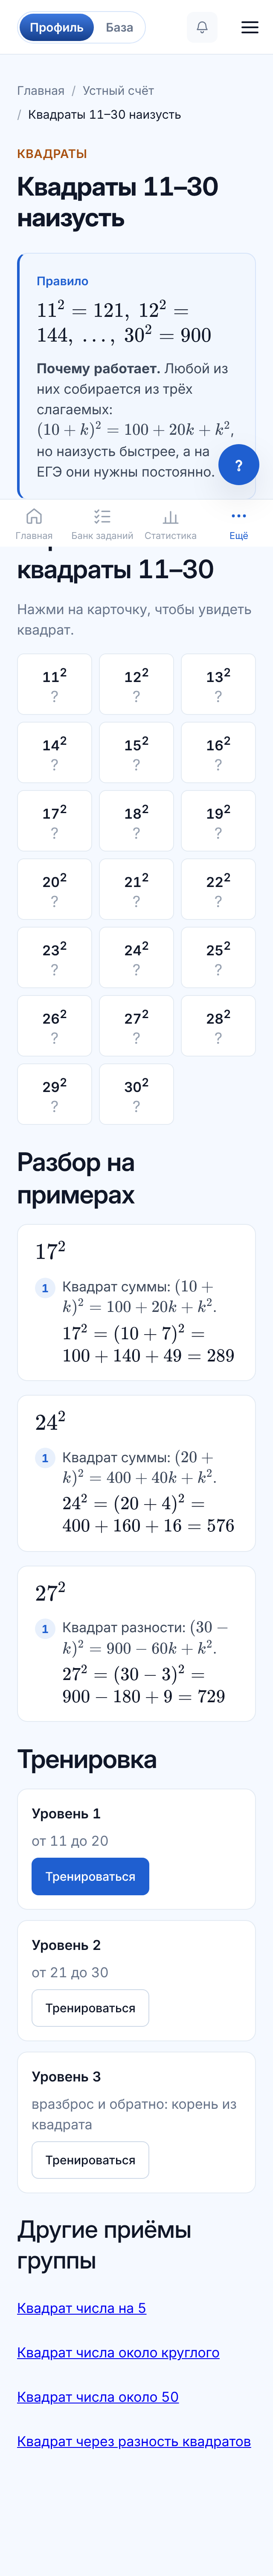 Профиль База
Главная / Устный счёт
/ Квадраты 11–30 наизусть
КВАДРАТЫ
Квадраты 11–30
наизусть
Правило
11² = 121, 12² =
144, …, 30² = 900
Почему работает. Любой из
них собирается из трёх
слагаемых:
(10 + k)² = 100 + 20k + k²,
но наизусть быстрее, а на
ЕГЭ они нужны постоянно.
?
Главная Банк заданий Статистика Ещё
квадраты 11–30
Нажми на карточку, чтобы увидеть
квадрат.
11² 12² 13²
? ? ?
14² 15² 16²
? ? ?
17² 18² 19²
? ? ?
20² 21² 22²
? ? ?
23² 24² 25²
? ? ?
26² 27² 28²
? ? ?
29² 30²
? ?
Разбор на
примерах
17²
1 Квадрат суммы: (10 +
k)² = 100 + 20k + k².
17² = (10 + 7)² =
100 + 140 + 49 = 289
24²
1 Квадрат суммы: (20 +
k)² = 400 + 40k + k².
24² = (20 + 4)² =
400 + 160 + 16 = 576
27²
1 Квадрат разности: (30 −
k)² = 900 − 60k + k².
27² = (30 − 3)² =
900 − 180 + 9 = 729
Тренировка
Уровень 1
от 11 до 20
Тренироваться
Уровень 2
от 21 до 30
Тренироваться
Уровень 3
вразброс и обратно: корень из
квадрата
Тренироваться
Другие приёмы
группы
Квадрат числа на 5
Квадрат числа около круглого
Квадрат числа около 50
Квадрат через разность квадратов